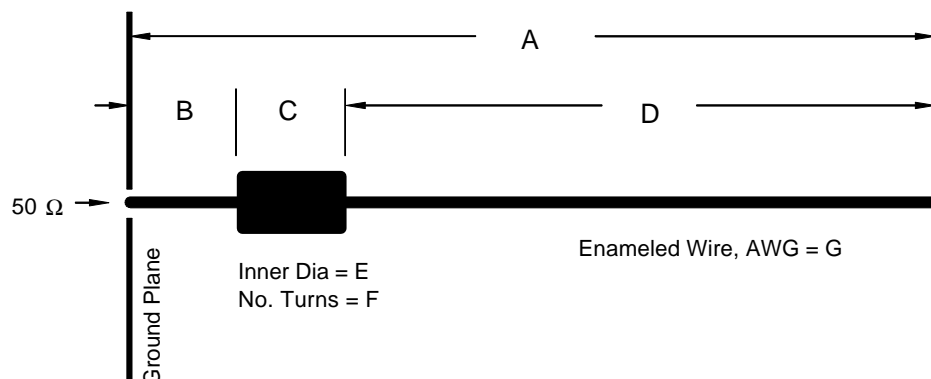 A
B
C
D
50 Ω
Enameled Wire, AWG = G
Inner Dia = E
No. Turns = F
Ground Plane